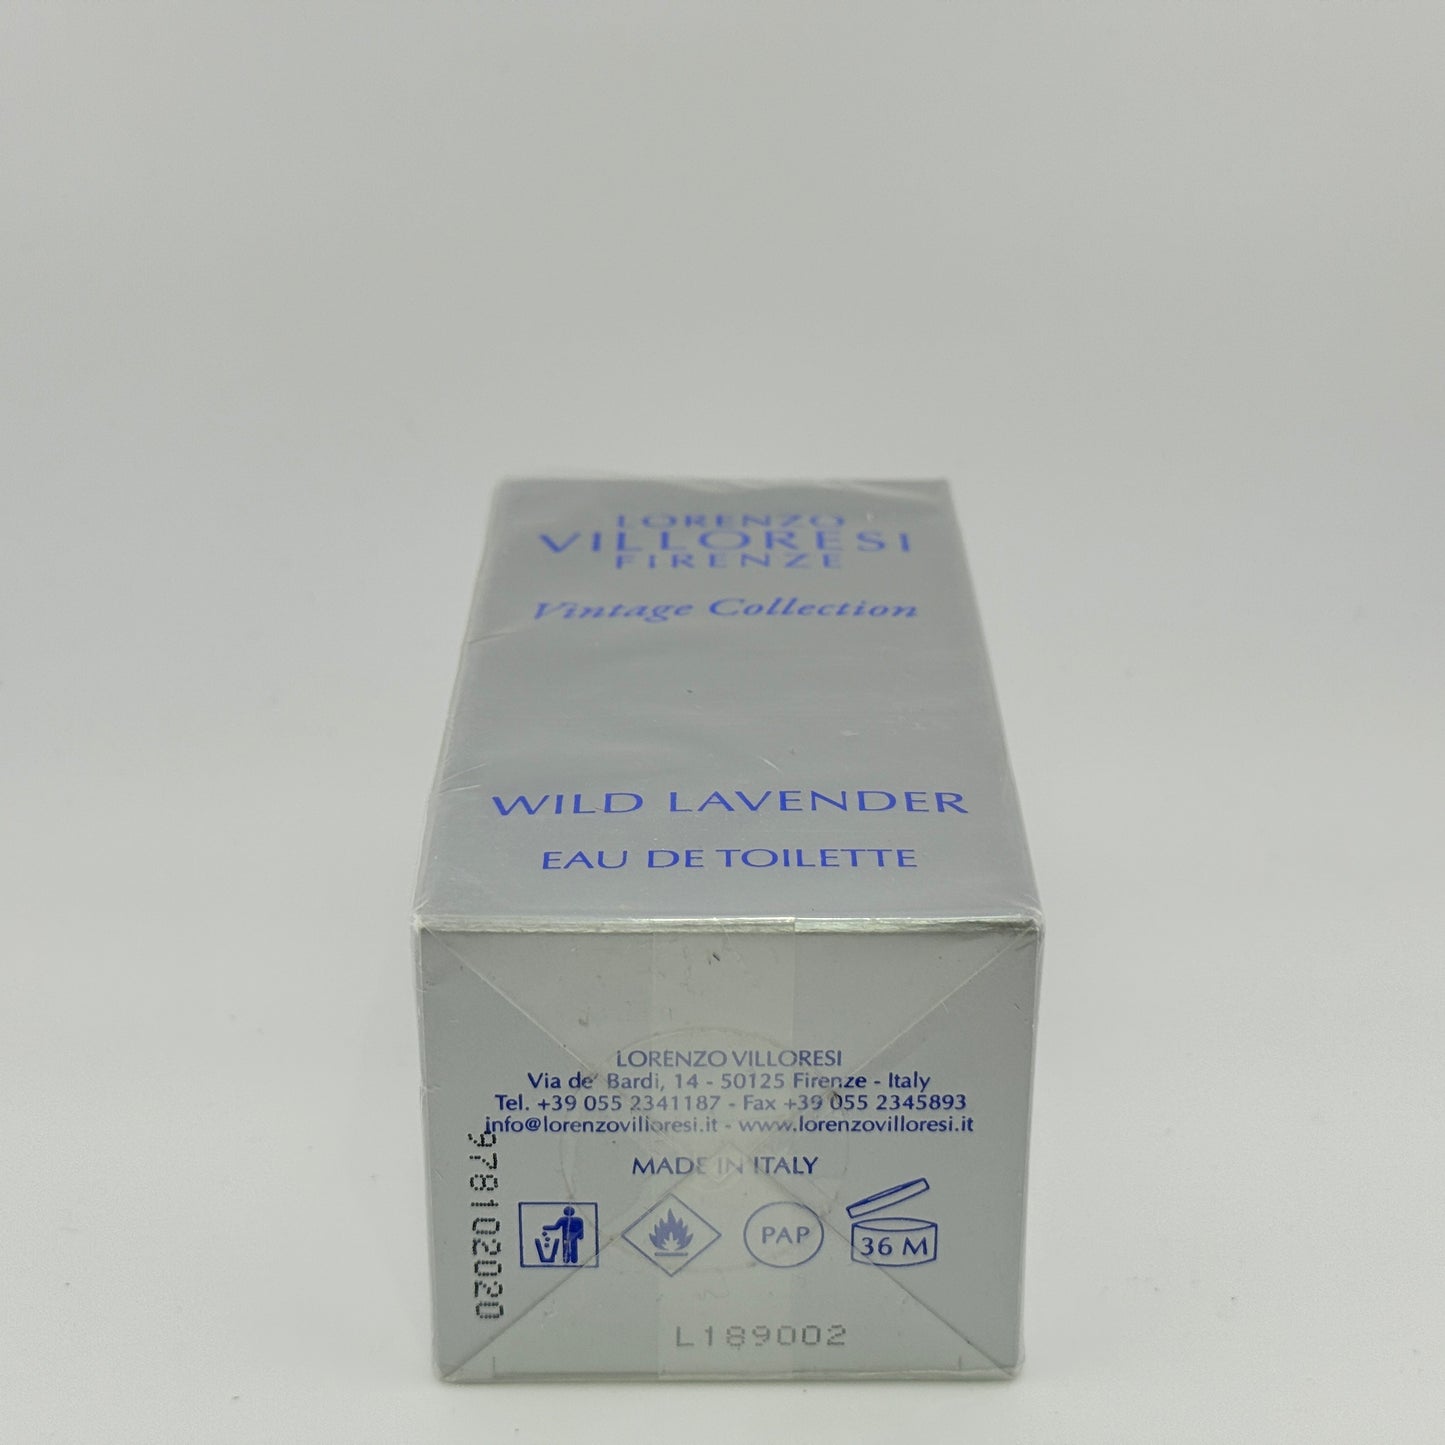 LORENZO
VILLORESI
FIRENZE
Vintage Collection
WILD LAVENDER
EAU DE TOILETTE
LORENZO VILLORESI
Via de' Bardi, 14 - 50125 Firenze - Italy
Tel. +39 055 2341187 - Fax +39 055 2345893
info@lorenzovilloresi.it - www.lorenzovilloresi.it
MADE IN ITALY
PAP
36 M
978102020
L189002